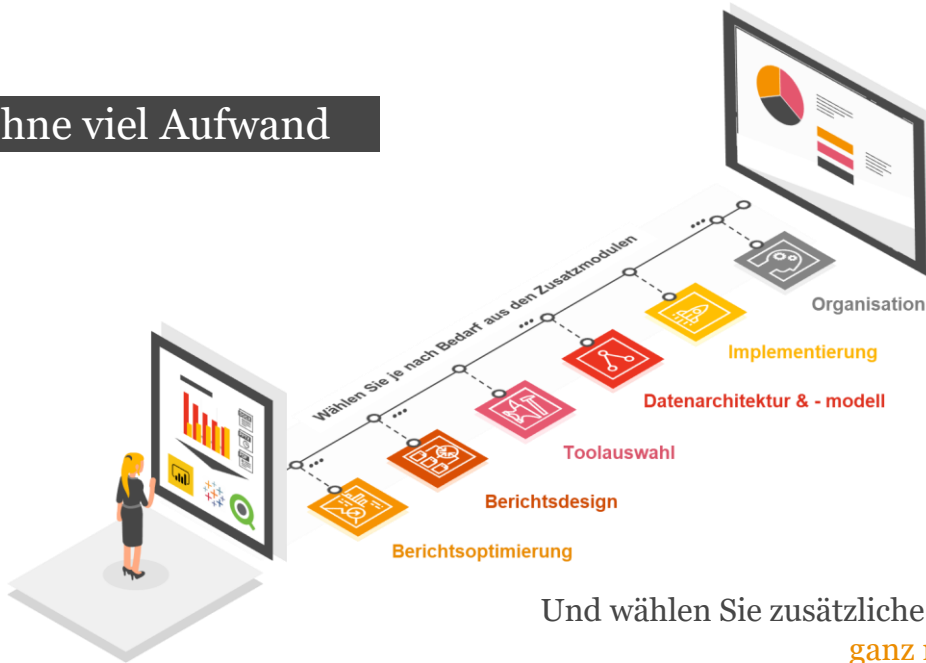 hne viel Aufwand
Wählen Sie je nach Bedarf aus den Zusatzmodulen
Organisation
Implementierung
Datenarchitektur & - modell
Toolauswahl
Berichtsdesign
Berichtsoptimierung
Und wählen Sie zusätzliche
ganz